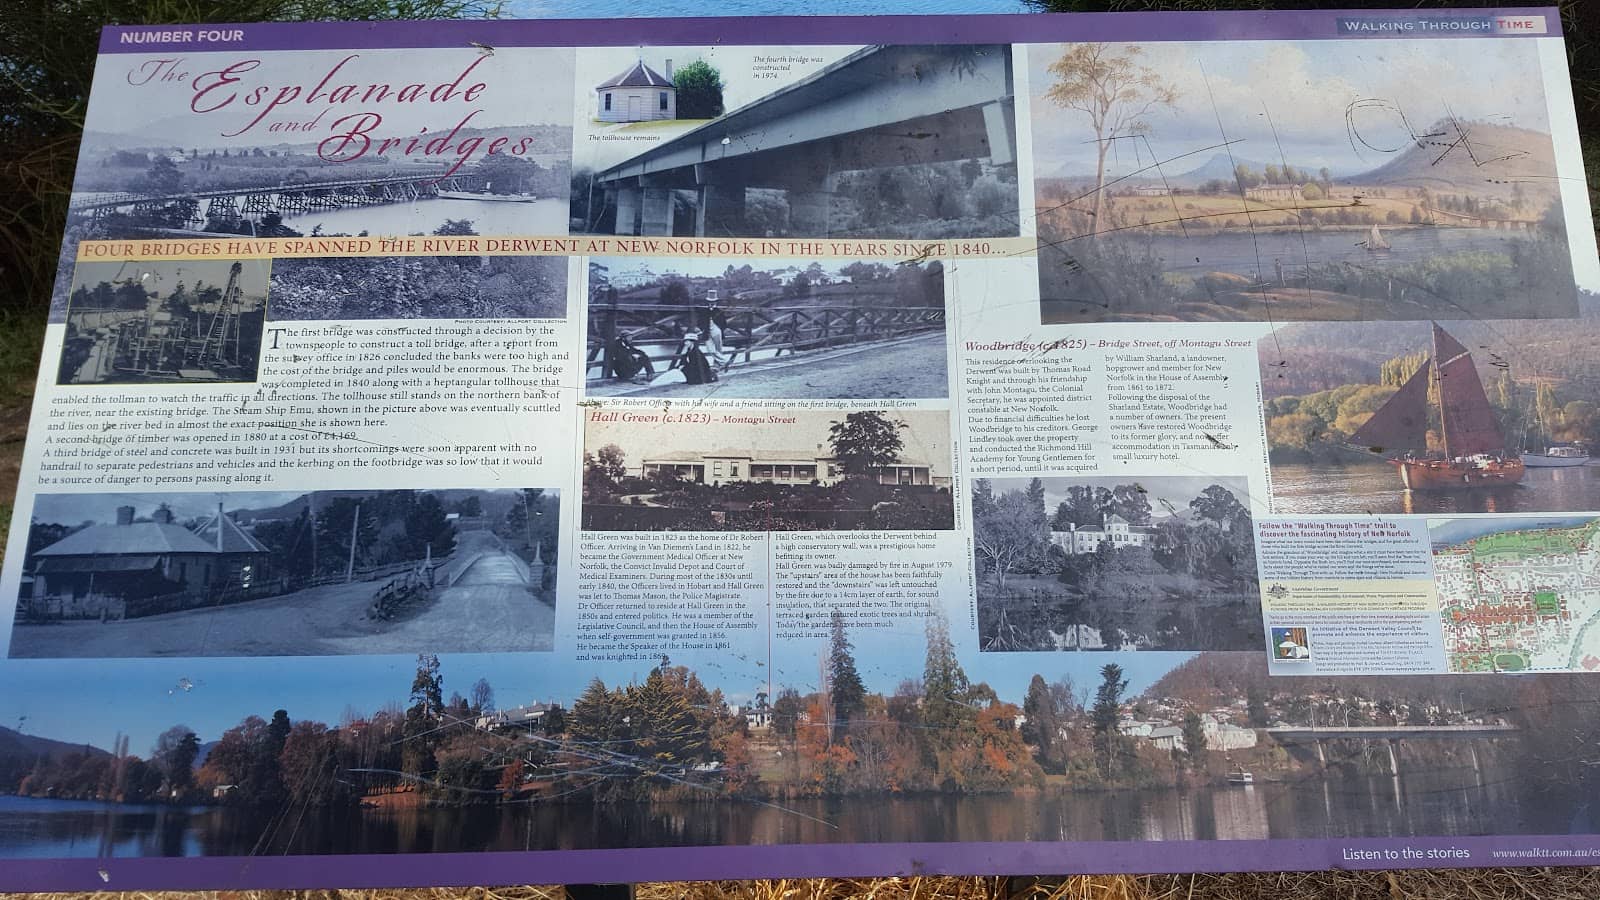 NUMBER FOUR
WALKING THROUGH TIME
The Esplanade
and Bridges
The tollhouse remains
The fourth bridge was
constructed
in 1974.
FOUR BRIDGES HAVE SPANNED THE RIVER DERWENT AT NEW NORFOLK IN THE YEARS SINCE 1840...
PHOTO COURTESY: ALLPORT COLLECTION
The first bridge was constructed through a decision by the
townspeople to construct a toll bridge, after a report from
the survey office in 1826 concluded the banks were too high and
the cost of the bridge and piles would be enormous. The bridge
was completed in 1840 along with a heptangular tollhouse that
enabled the tollman to watch the traffic in all directions. The tollhouse still stands on the northern bank of
the river, near the existing bridge. The Steam Ship Emu, shown in the picture above was eventually scuttled
and lies on the river bed in almost the exact position she is shown here.
A second bridge of timber was opened in 1880 at a cost of £4,169.
A third bridge of steel and concrete was built in 1931 but its shortcomings were soon apparent with no
handrail to separate pedestrians and vehicles and the kerbing on the footbridge was so low that it would
be a source of danger to persons passing along it.
Above: Sir Robert Officer with his wife and a friend sitting on the first bridge, beneath Hall Green
Hall Green (c.1823) – Montagu Street
COURTESY: ALLPORT COLLECTION
Hall Green was built in 1823 as the home of Dr Robert
Officer. Arriving in Van Diemen's Land in 1822, he
became the Government Medical Officer at New
Norfolk, the Convict Invalid Depot and Court of
Medical Examiners. During most of the 1830s until
early 1840, the Officers lived in Hobart and Hall Green
was let to Thomas Mason, the Police Magistrate.
Dr Officer returned to reside at Hall Green in the
1850s and entered politics. He was a member of the
Legislative Council, and then the House of Assembly
when self-government was granted in 1856.
He became the Speaker of the House in 1861
and was knighted in 1869.
Hall Green, which overlooks the Derwent behind
a high conservatory wall, was a prestigious home
befitting its owner.
Hall Green was badly damaged by fire in August 1979.
The "upstairs" area of the house has been faithfully
restored and the "downstairs" was left untouched
by the fire due to a 14cm layer of earth, for sound
insulation, that separated the two. The original
terraced garden featured exotic trees and shrubs.
Today the gardens have been much
reduced in area.
Woodbridge (c.1825) – Bridge Street, off Montagu Street
This residence overlooking the
Derwent was built by Thomas Road
Knight and through his friendship
with John Montagu, the Colonial
Secretary, he was appointed district
constable at New Norfolk.
Due to financial difficulties he lost
Woodbridge to his creditors. George
Lindley took over the property
and conducted the Richmond Hill
Academy for Young Gentlemen for
a short period, until it was acquired
by William Sharland, a landowner,
hopgrower and member for New
Norfolk in the House of Assembly
from 1861 to 1872.
Following the disposal of the
Sharland Estate, Woodbridge had
a number of owners. The present
owners have restored Woodbridge
to its former glory, and now offer
accommodation in Tasmania's only
small luxury hotel.
COURTESY: ALLPORT COLLECTION
Follow the "Walking Through Time" trail to
discover the fascinating history of New Norfolk
Australian Government
An initiative of the Derwent Valley Council to
promote and enhance the experience of visitors
Listen to the stories